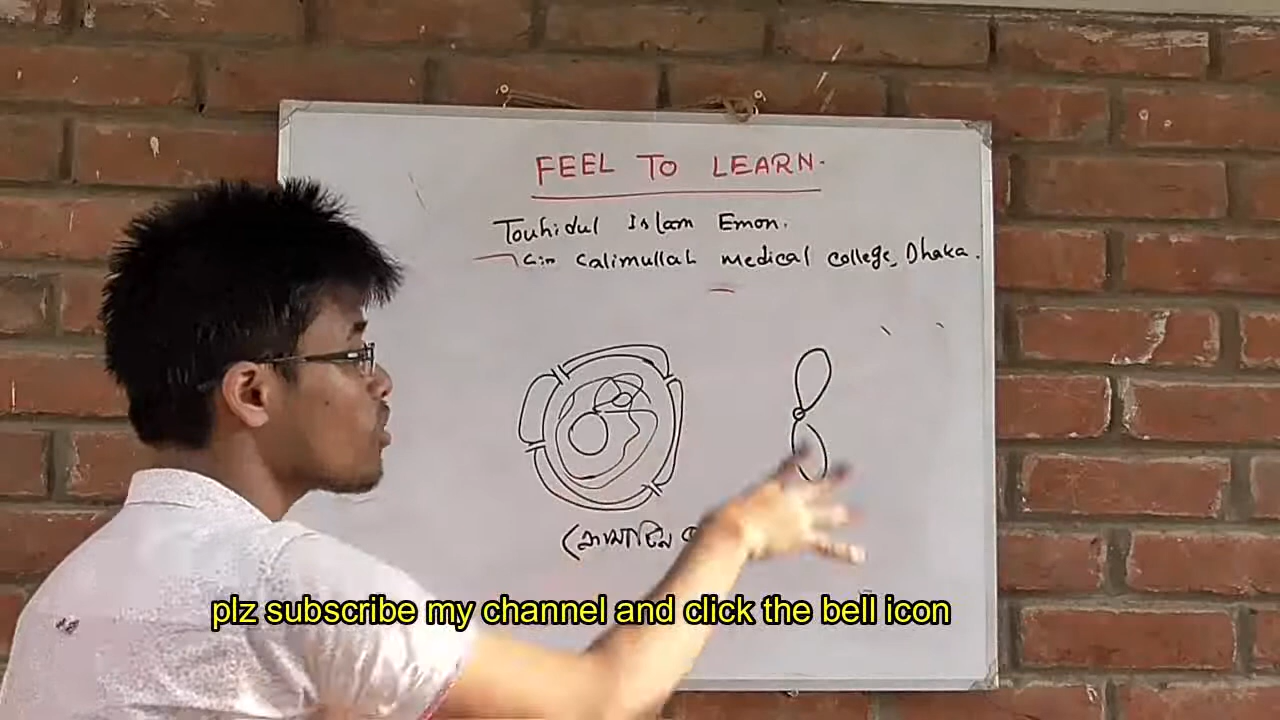 FEEL TO LEARN.
Touhidul Islam Emon.
Salimullah medical college, Dhaka.
ক্রোমাটিন
plz subscribe my channel and click the bell icon